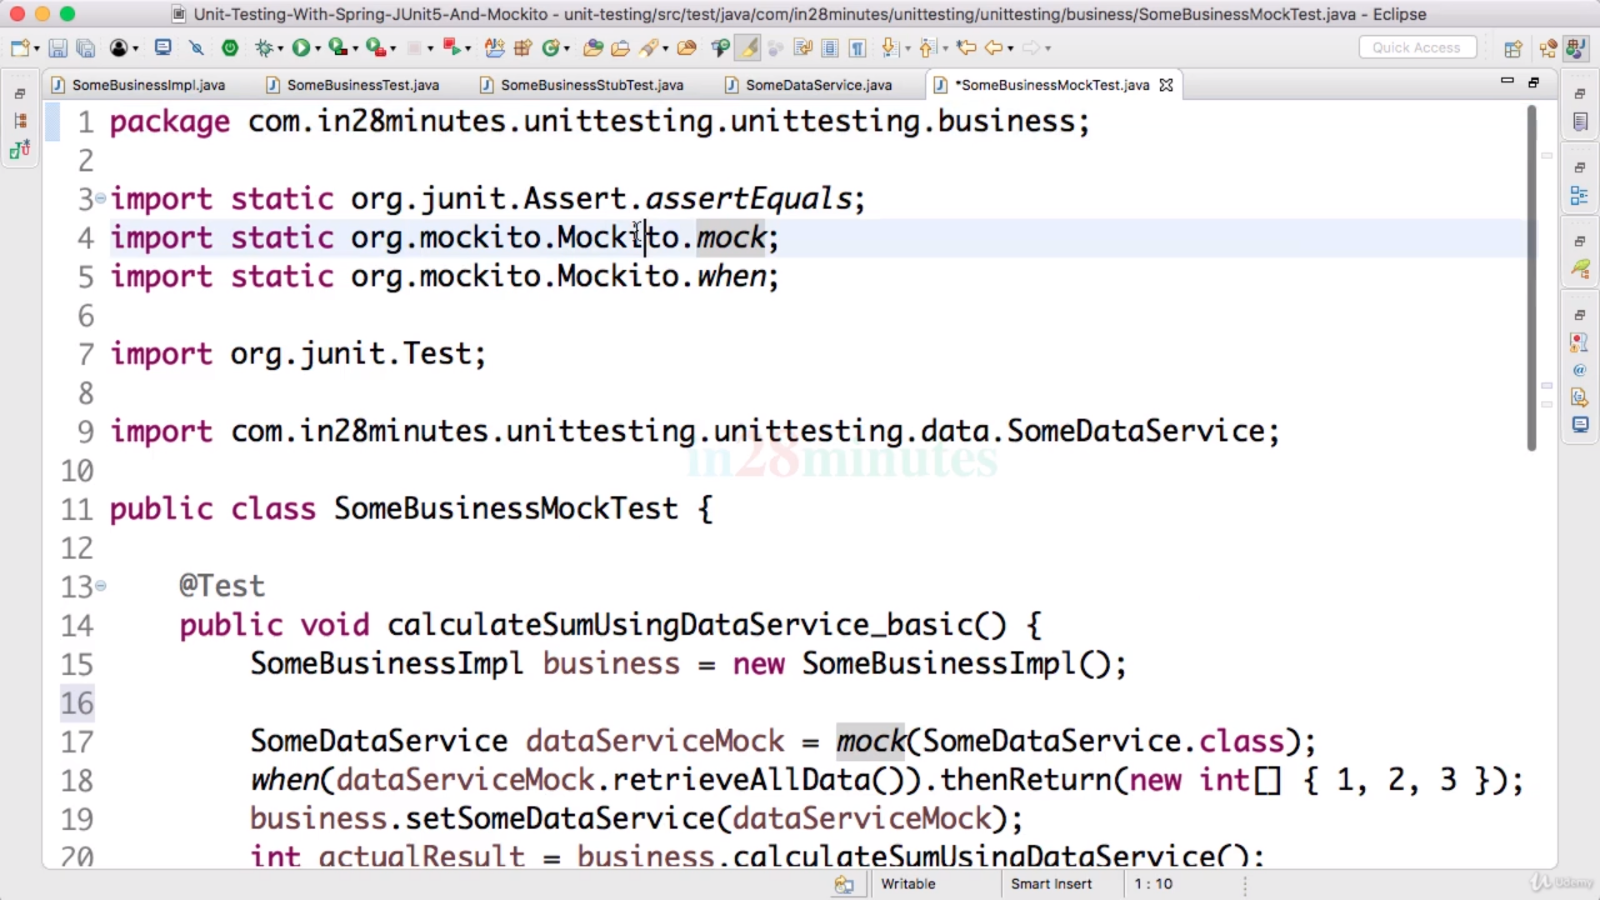 Unit-Testing-With-Spring-JUnit5-And-Mockito - unit-testing/src/test/java/com/in28minutes/unittesting/unittesting/business/SomeBusinessMockTest.java - Eclipse
Quick Access
SomeBusinessImpl.java SomeBusinessTest.java SomeBusinessStubTest.java SomeDataService.java *SomeBusinessMockTest.java
1 package com.in28minutes.unittesting.unittesting.business;
2
3 import static org.junit.Assert.assertEquals;
4 import static org.mockito.Mockito.mock;
5 import static org.mockito.Mockito.when;
6
7 import org.junit.Test;
8
9 import com.in28minutes.unittesting.unittesting.data.SomeDataService;
in28minutes
10
11 public class SomeBusinessMockTest {
12
13 @Test
14 public void calculateSumUsingDataService_basic() {
15 SomeBusinessImpl business = new SomeBusinessImpl();
16
17 SomeDataService dataServiceMock = mock(SomeDataService.class);
18 when(dataServiceMock.retrieveAllData()).thenReturn(new int[] { 1, 2, 3 });
19 business.setSomeDataService(dataServiceMock);
20 int actualResult = business.calculateSumUsingDataService();
Writable Smart Insert 1 : 10
Udemy